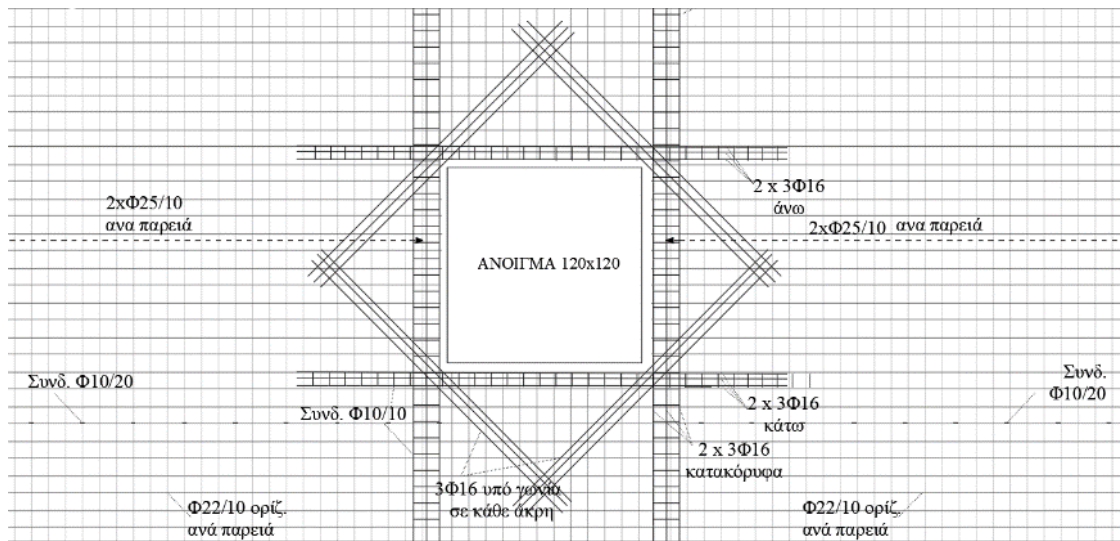 2xΦ25/10
ανα παρειά
2 x 3Φ16
άνω
2xΦ25/10 ανα παρειά
ΑΝΟΙΓΜΑ 120x120
Συνδ. Φ10/20
Συνδ. Φ10/10
2 x 3Φ16
κάτω
Συνδ.
Φ10/20
2 x 3Φ16
κατακόρυφα
3Φ16 υπό γωνία
σε κάθε άκρη
Φ22/10 ορίζ.
ανά παρειά
Φ22/10 ορίζ.
ανά παρειά